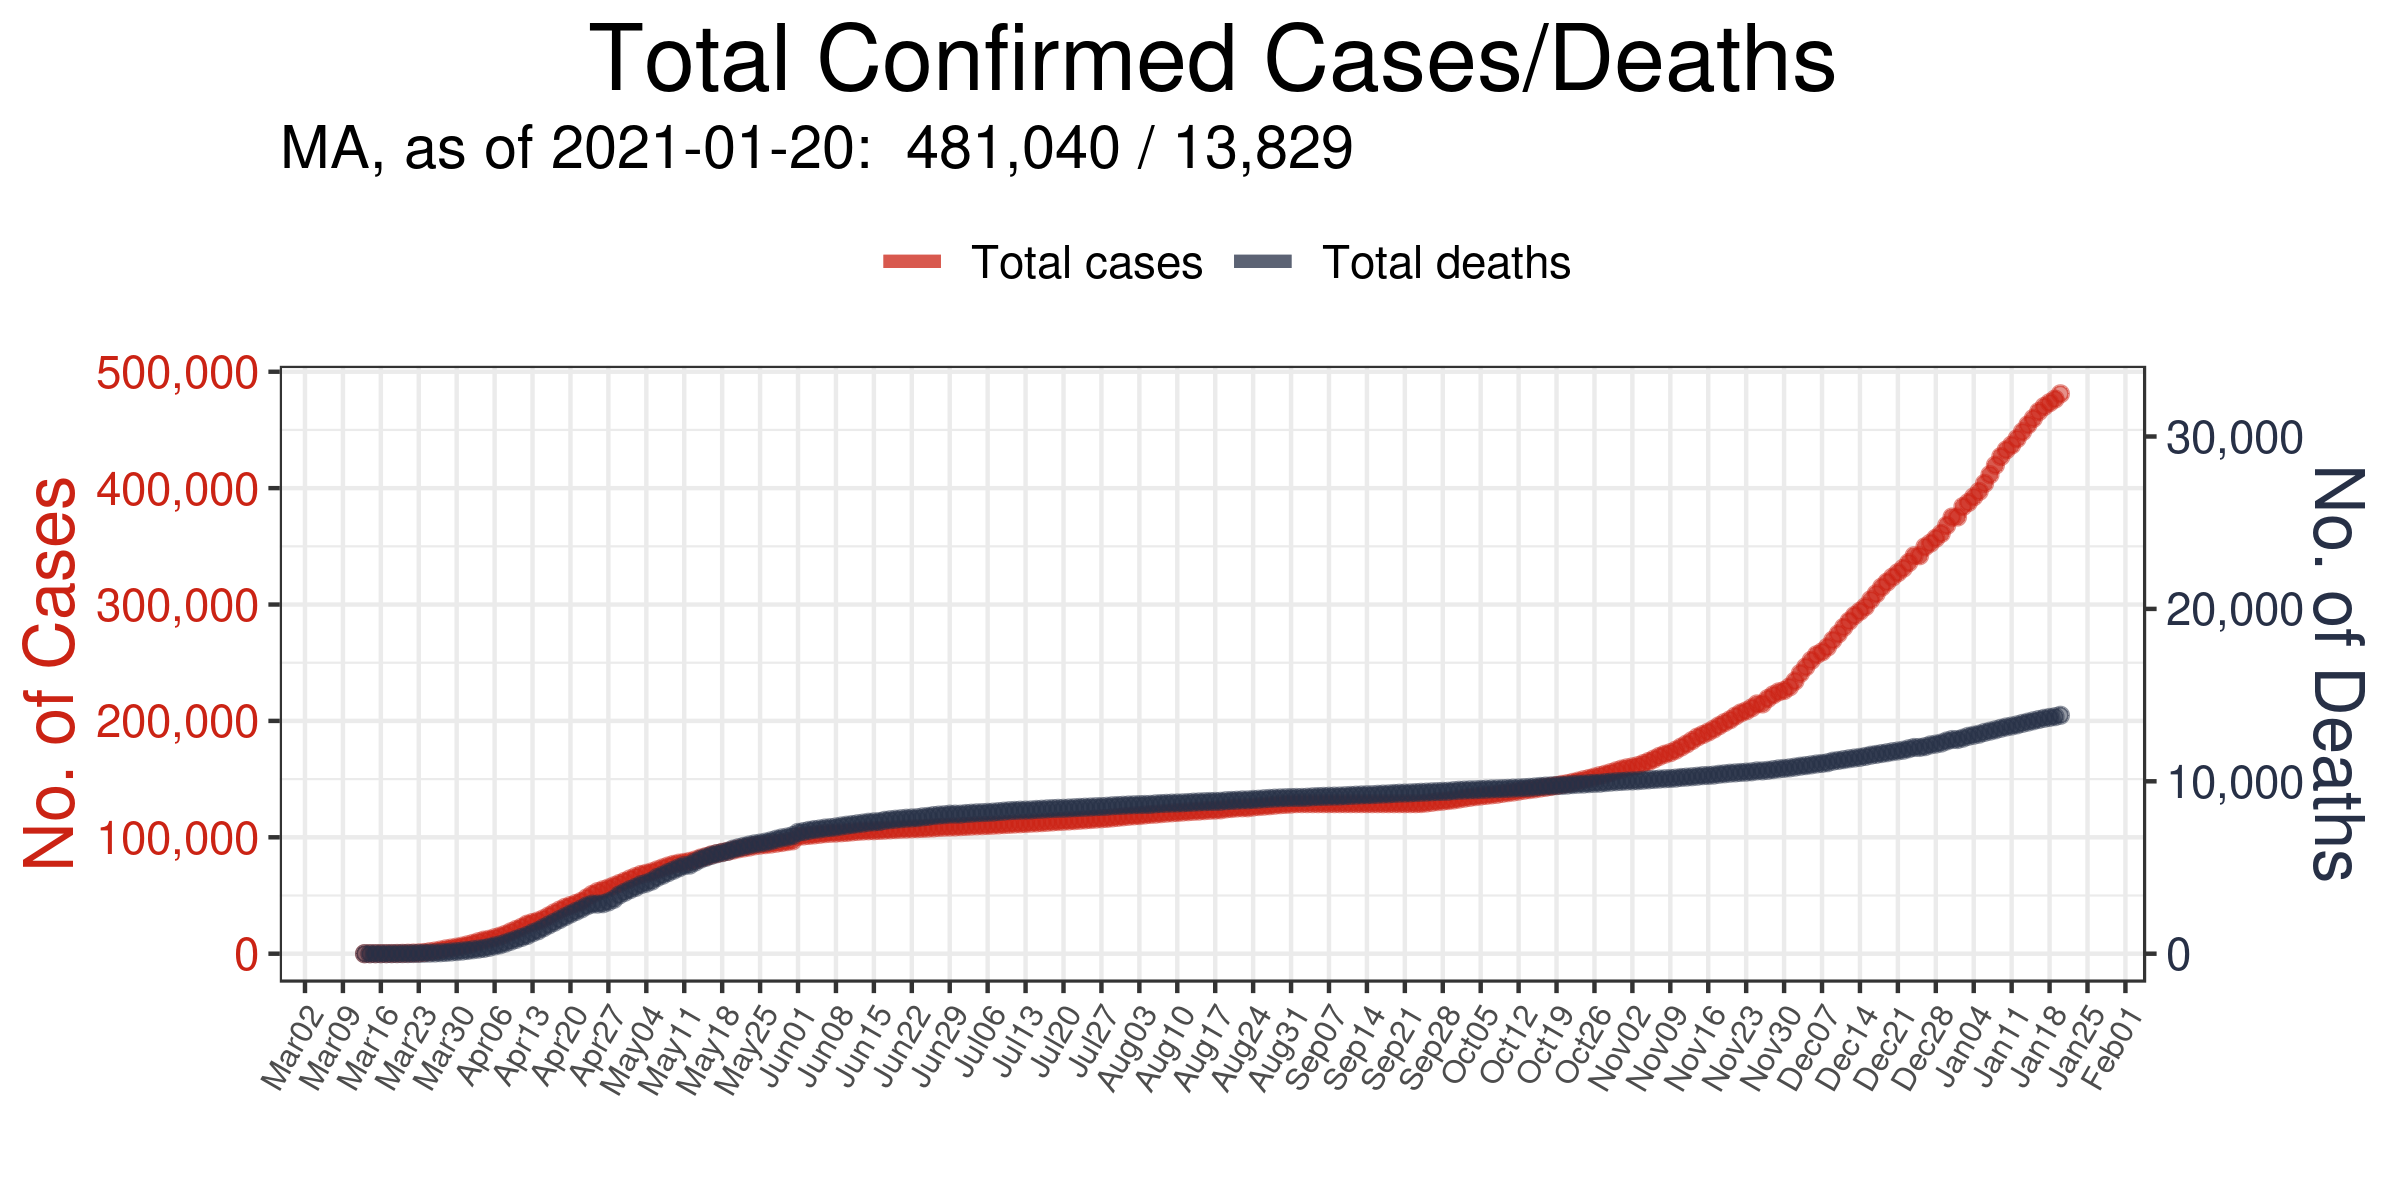 Total Confirmed Cases/Deaths
MA, as of 2021-01-20:  481,040 / 13,829
Total cases
Total deaths
No. of Cases
500,000
400,000
300,000
200,000
100,000
0
30,000
20,000
10,000
0
No. of Deaths
Mar02
Mar09
Mar16
Mar23
Mar30
Apr06
Apr13
Apr20
Apr27
May04
May11
May18
May25
Jun01
Jun08
Jun15
Jun22
Jun29
Jul06
Jul13
Jul20
Jul27
Aug03
Aug10
Aug17
Aug24
Aug31
Sep07
Sep14
Sep21
Sep28
Oct05
Oct12
Oct19
Oct26
Nov02
Nov09
Nov16
Nov23
Nov30
Dec07
Dec14
Dec21
Dec28
Jan04
Jan11
Jan18
Jan25
Feb01